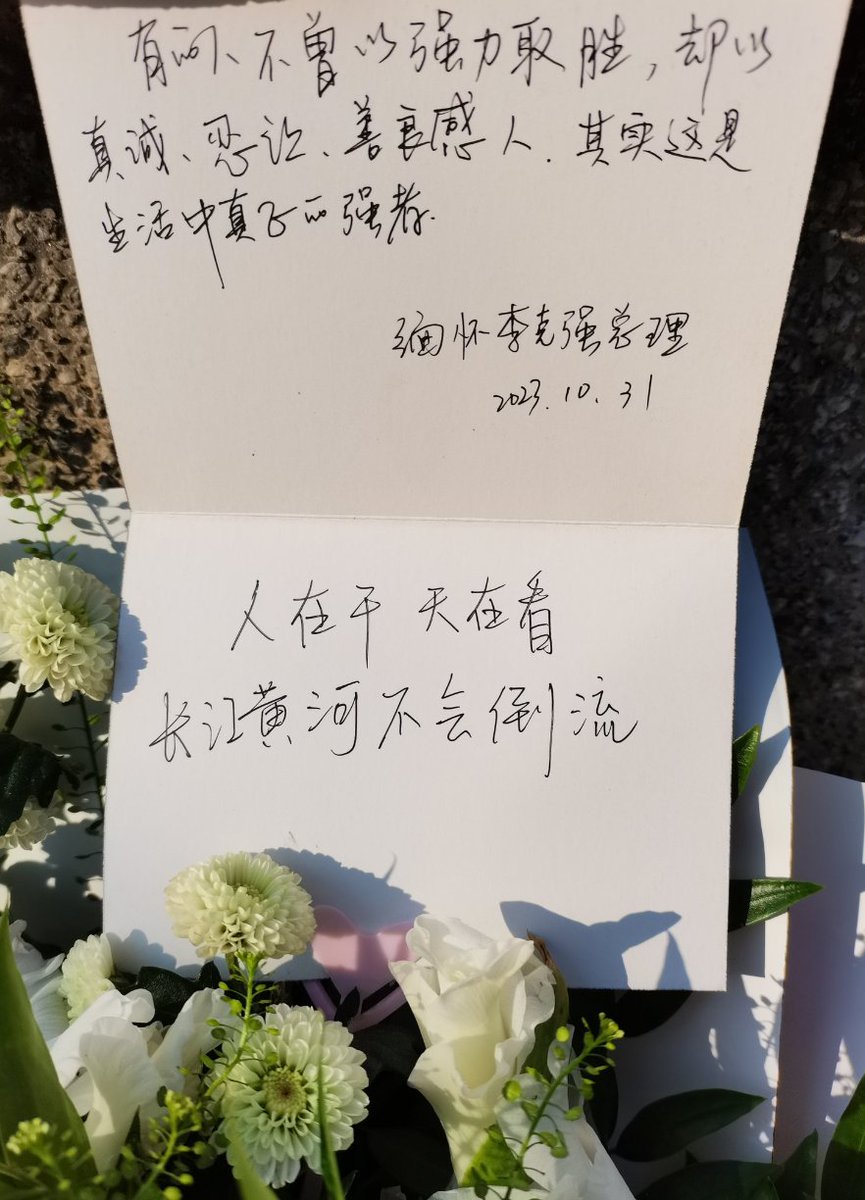 有的人不曾以强力取胜,却以
真诚、忍让、善良感人.其实这是
生活中真正的强者.
缅怀李克强总理
2023.10.31
人在干 天在看
长江黄河不会倒流